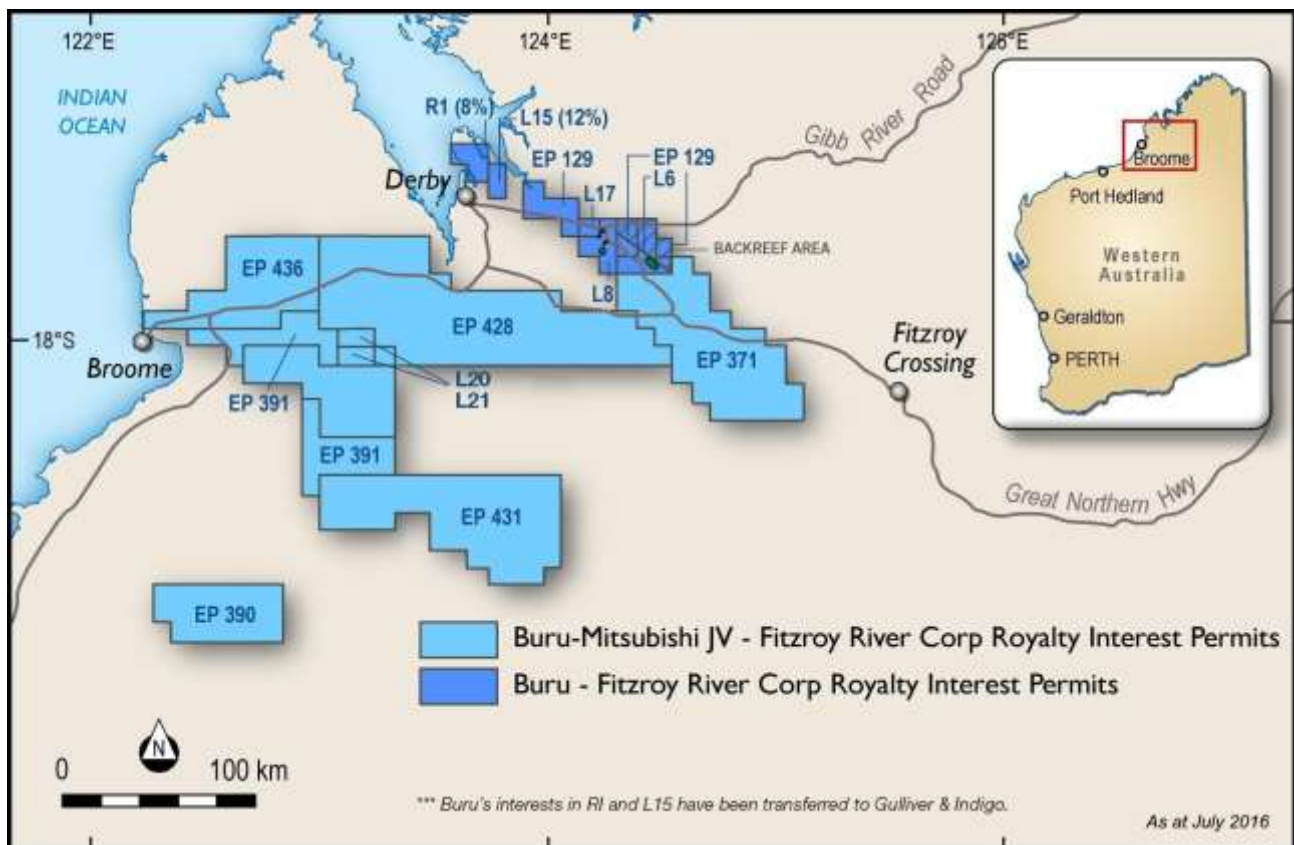 122°E
124°E
126°E
INDIAN
OCEAN
R1 (8%)
L15 (12%)
EP 129
L17
EP 129
L6
Gibb River Road
Derby
BACKREEF AREA
EP 436
L8
EP 428
18°S
Broome
EP 371
Fitzroy
Crossing
L20
L21
EP 391
EP 391
Great Northern Hwy
EP 431
EP 390
Broome
Port Hedland
Western
Australia
Geraldton
PERTH
Buru-Mitsubishi JV - Fitzroy River Corp Royalty Interest Permits
Buru - Fitzroy River Corp Royalty Interest Permits
N
0 100 km
*** Buru's interests in RI and L15 have been transferred to Gulliver & Indigo.
As at July 2016